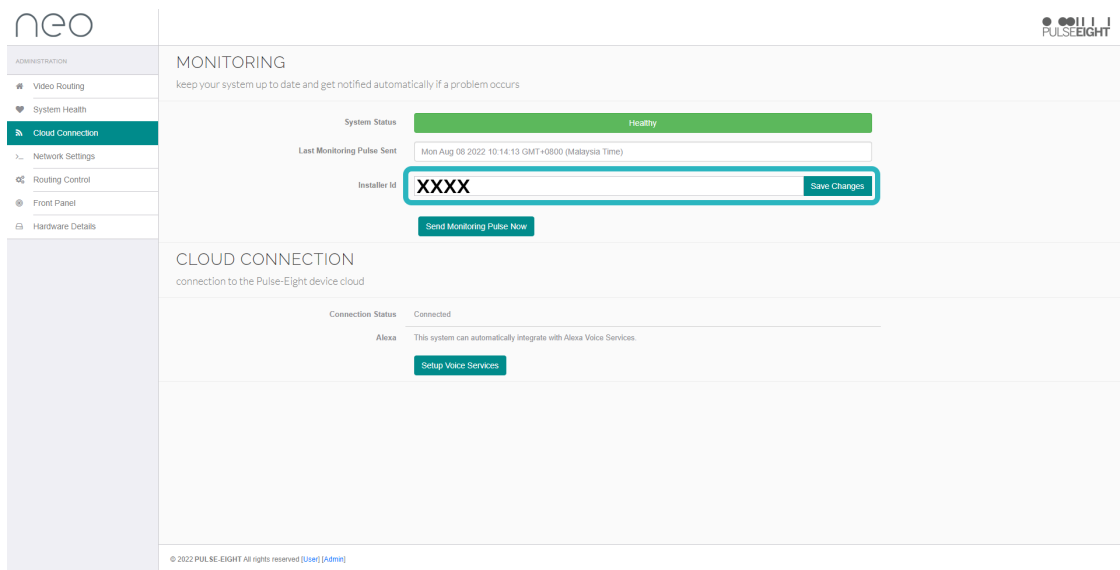 neo
PULSEEIGHT
ADMINISTRATION
Video Routing
System Health
Cloud Connection
Network Settings
Routing Control
Front Panel
Hardware Details
MONITORING
keep your system up to date and get notified automatically if a problem occurs
System Status Healthy
Last Monitoring Pulse Sent Mon Aug 08 2022 10:14:13 GMT+0800 (Malaysia Time)
Installer Id XXXX Save Changes
Send Monitoring Pulse Now
CLOUD CONNECTION
connection to the Pulse-Eight device cloud
Connection Status Connected
Alexa This system can automatically integrate with Alexa Voice Services.
Setup Voice Services
© 2022 PULSE-EIGHT All rights reserved [User] [Admin]